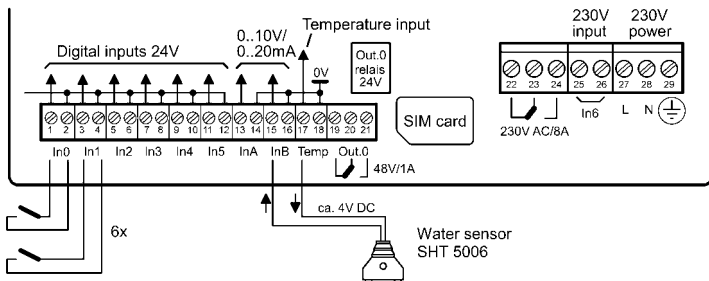 Digital inputs 24V
0..10V/
0..20mA
Temperature input
0V
Out.0
relais
24V
230V
input
230V
power
22 23 24 25 26 27 28 29
230V AC/8A
In6
L
N
SIM card
1 2 3 4 5 6 7 8 9 10 11 12 13 14 15 16 17 18 19 20 21
In0 In1 In2 In3 In4 In5 InA InB Temp Out.0
48V/1A
ca. 4V DC
6x
Water sensor
SHT 5006